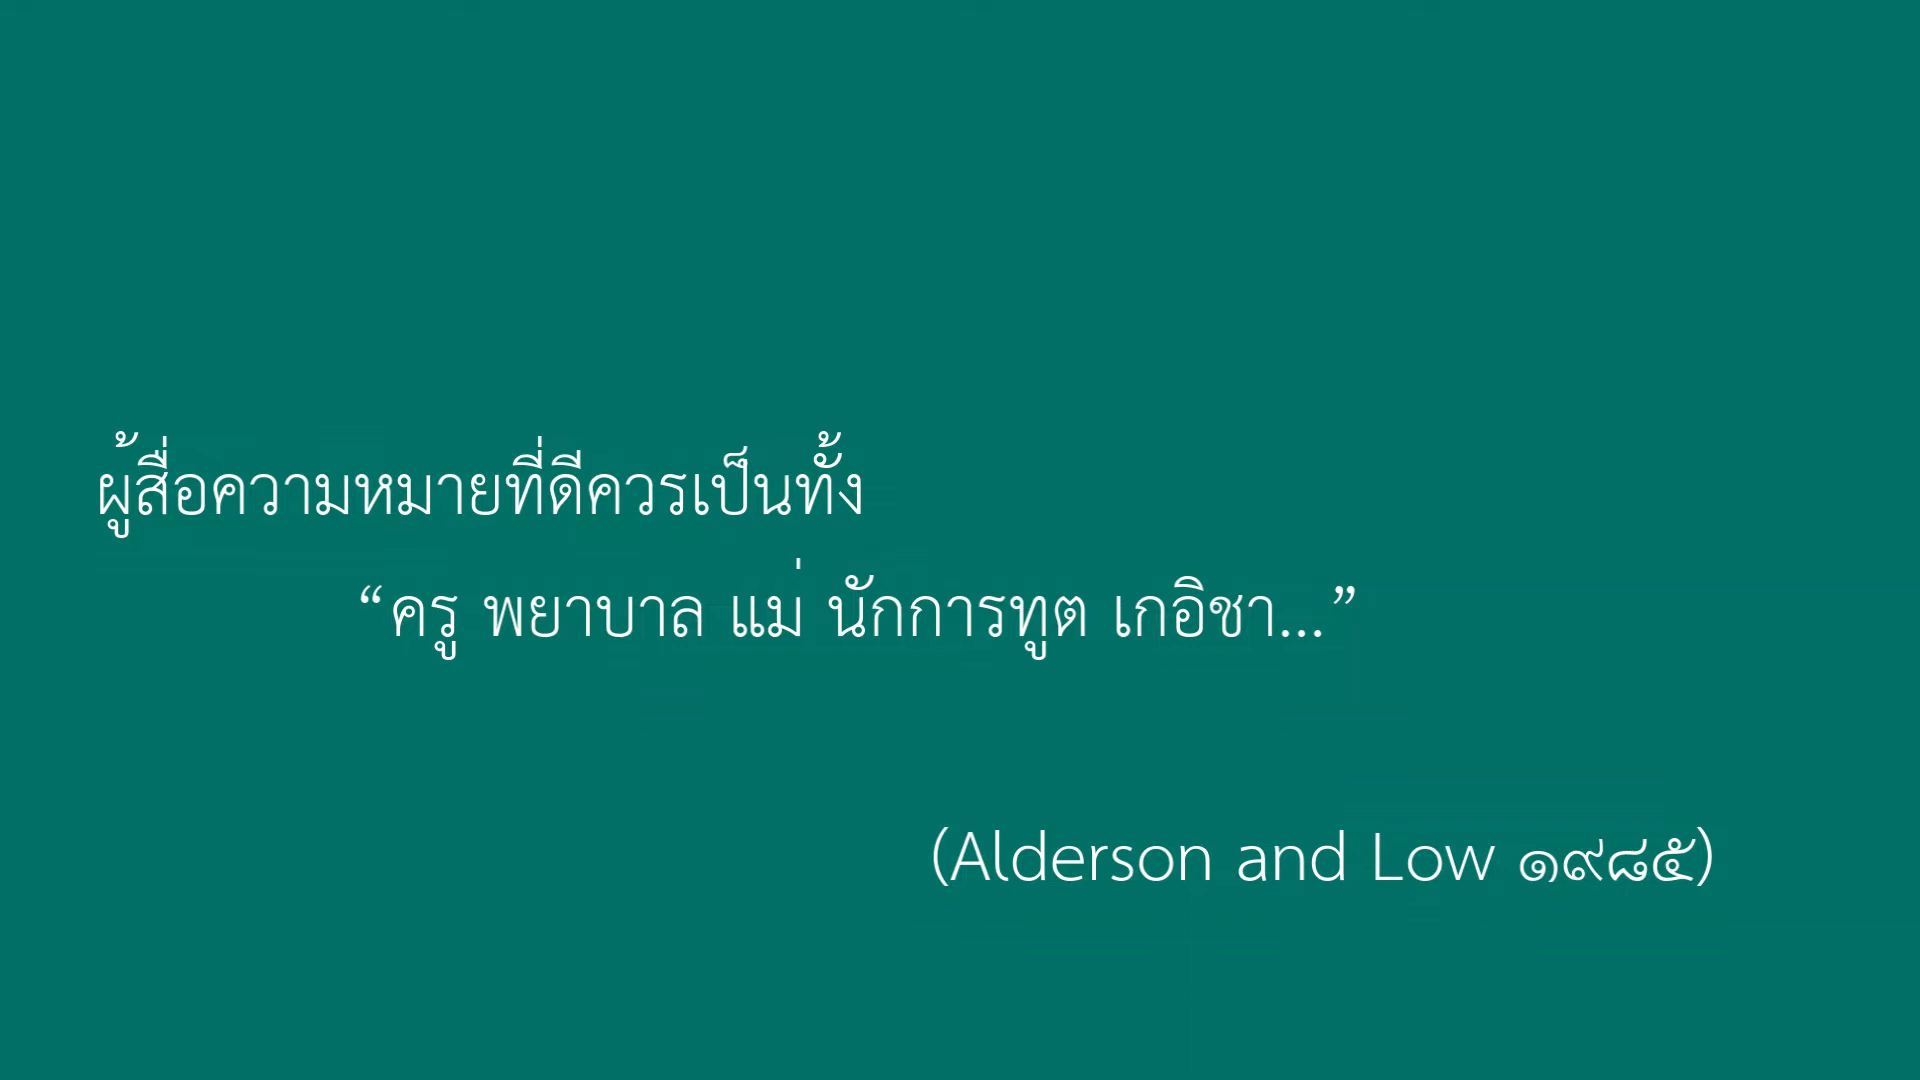 ผู้สื่อความหมายที่ดีควรเป็นทั้ง
“ครู พยาบาล แม่ นักการทูต เกอิชา...”
(Alderson and Low ๑๙๘๕)